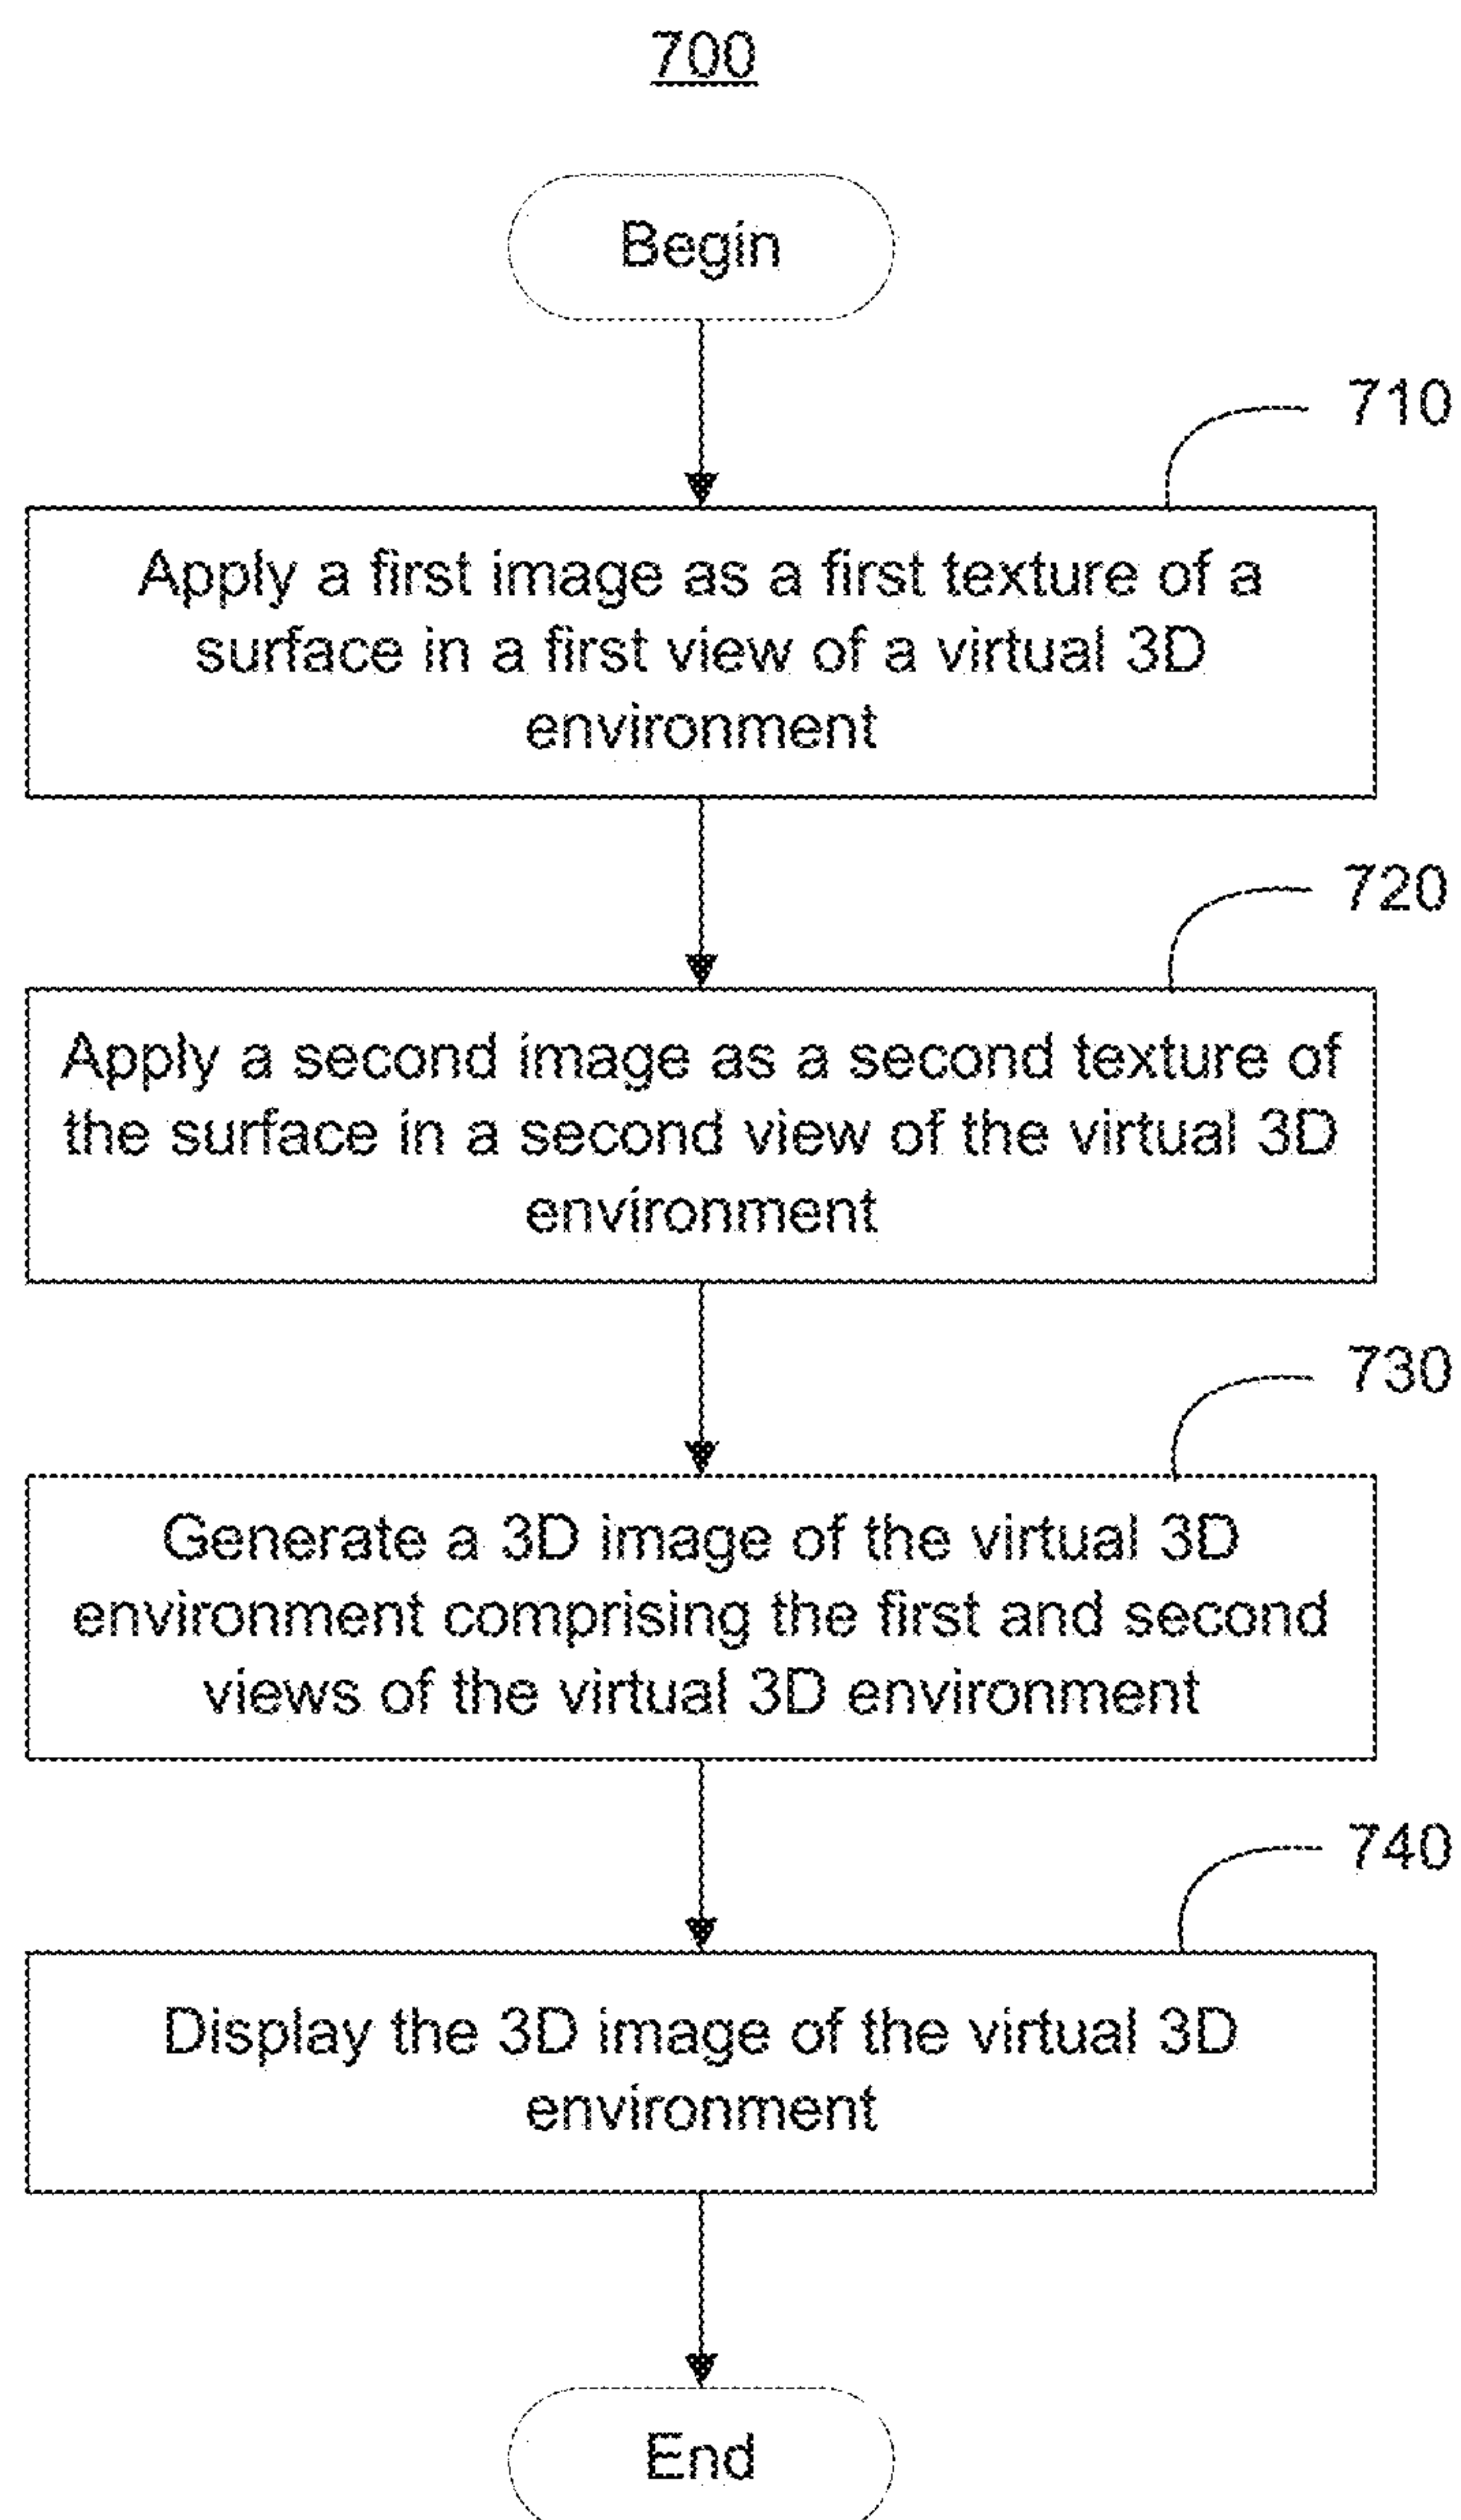 700
Begin
710
Apply a first image as a first texture of a
surface in a first view of a virtual 3D
environment
720
Apply a second image as a second texture of
the surface in a second view of the virtual 3D
environment
730
Generate a 3D image of the virtual 3D
environment comprising the first and second
views of the virtual 3D environment
740
Display the 3D image of the virtual 3D
environment
End